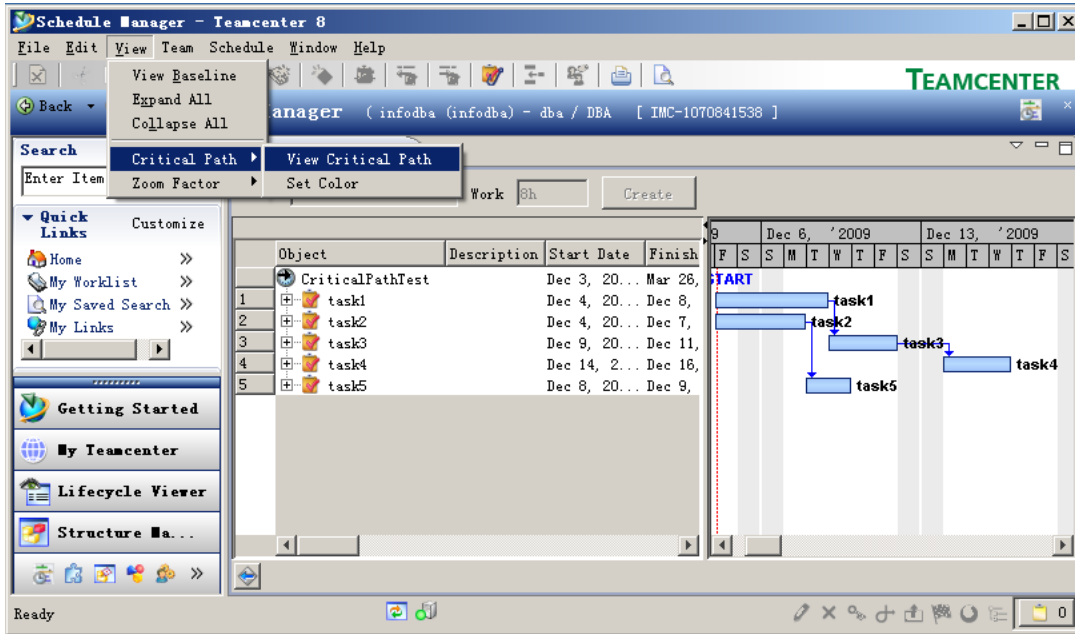 Schedule Manager - Teamcenter 8
File Edit View Team Schedule Window Help
View Baseline
Expand All
Collapse All
Critical Path
Zoom Factor
View Critical Path
Set Color
TEAMCENTER
Back
anager ( infodba (infodba) - dba / DBA [ IMC-1070841538 ]
Search
Enter Item
Work 8h Create
Quick Links Customize
Home
My Worklist
My Saved Search
My Links
Getting Started
My Teamcenter
Lifecycle Viewer
Structure Ma...
Object Description Start Date Finish
CriticalPathTest Dec 3, 20... Mar 26,
1 task1 Dec 4, 20... Dec 8,
2 task2 Dec 4, 20... Dec 7,
3 task3 Dec 9, 20... Dec 11,
4 task4 Dec 14, 2... Dec 16,
5 task5 Dec 8, 20... Dec 9,
9 Dec 6, '2009 Dec 13, '2009
F S S M T W T F S S M T W T F S
START
task1
task2
task3
task4
task5
Ready
0